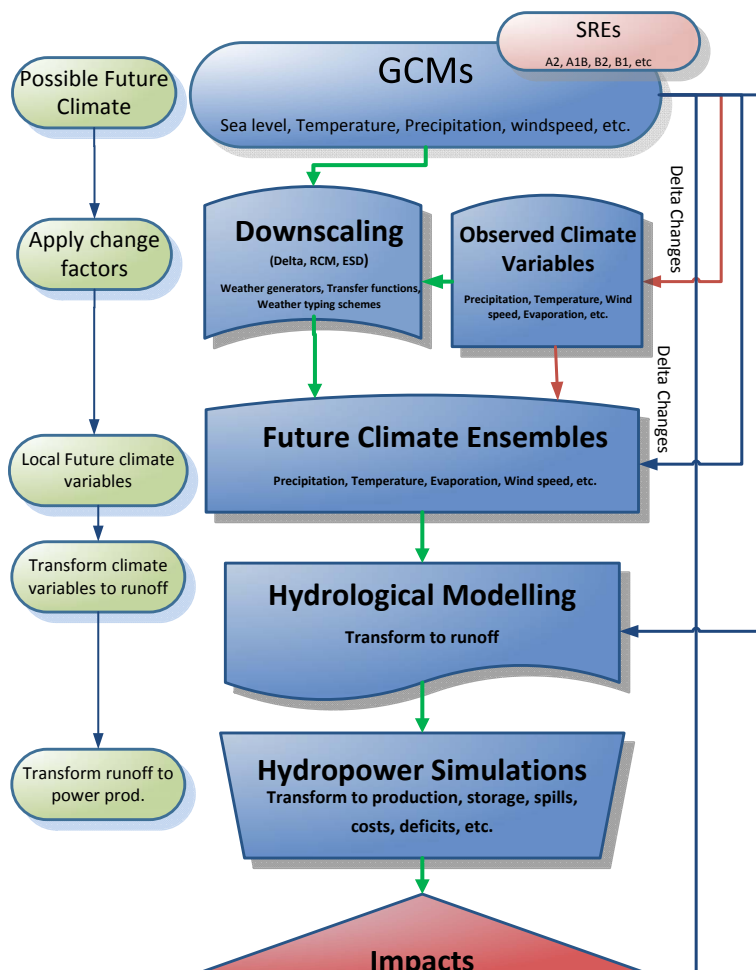 SREs
A2, A1B, B2, B1, etc
GCMs
Sea level, Temperature, Precipitation, windspeed, etc.
Possible Future
Climate
Delta Changes
Downscaling
(Delta, RCM, ESD)
Weather generators, Transfer functions,
Weather typing schemes
Observed Climate
Variables
Precipitation, Temperature, Wind
speed, Evaporation, etc.
Apply change
factors
Delta Changes
Future Climate Ensembles
Precipitation, Temperature, Evaporation, Wind speed, etc.
Local Future climate
variables
Transform climate
variables to runoff
Hydrological Modelling
Transform to runoff
Hydropower Simulations
Transform to production, storage, spills,
costs, deficits, etc.
Transform runoff to
power prod.
Impacts